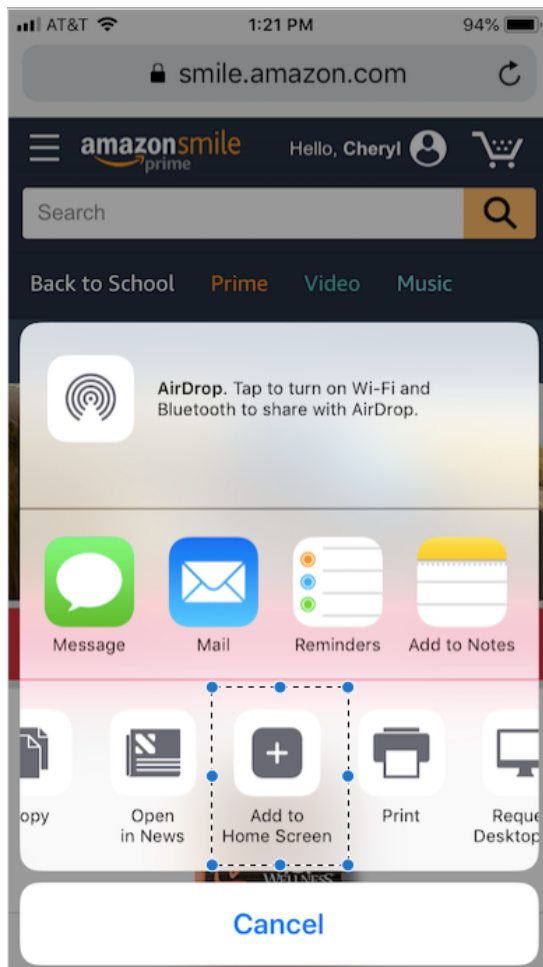 AT&T 1:21 PM 94%
smile.amazon.com
amazonsmile Hello, Cheryl
prime
Search
Back to School Prime Video Music
AirDrop. Tap to turn on Wi-Fi and
Bluetooth to share with AirDrop.
Message Mail Reminders Add to Notes
opy Open Add to Print Reque
in News Home Screen Desktop
WELLNESS
Cancel